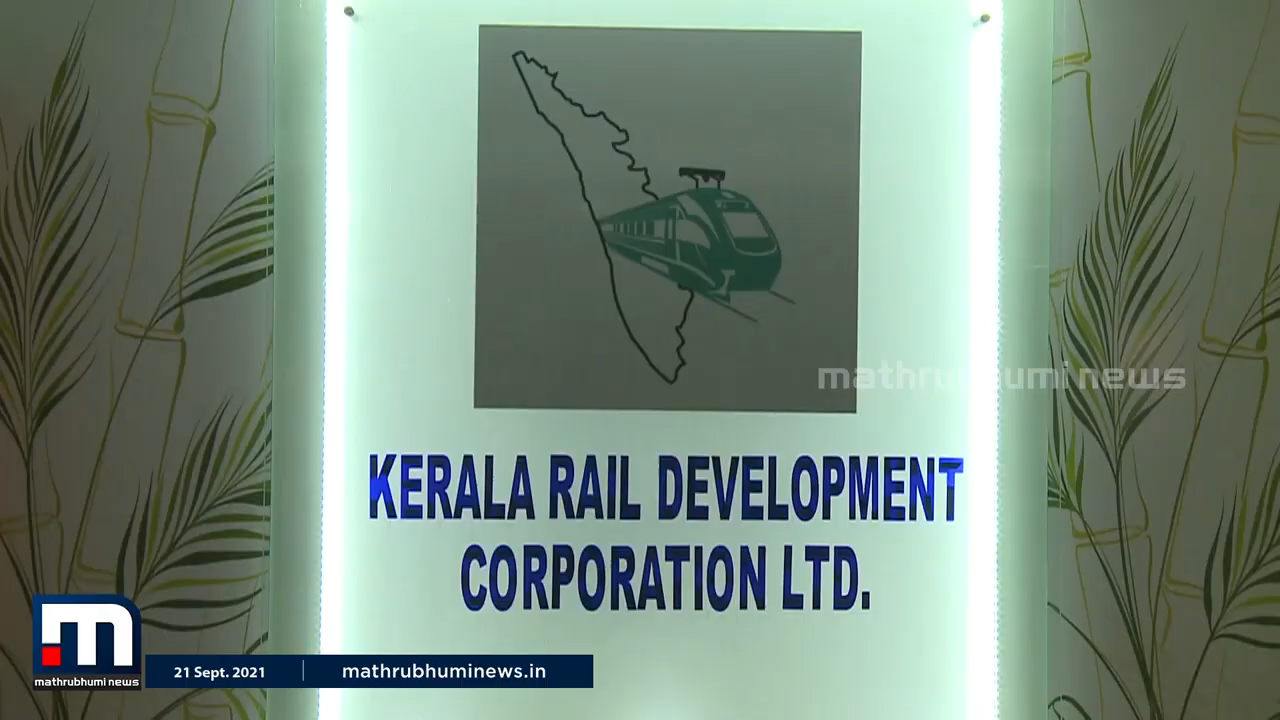 mathrubhumi news
KERALA RAIL DEVELOPMENT
CORPORATION LTD.
mathrubhumi news
21 Sept. 2021
mathrubhuminews.in